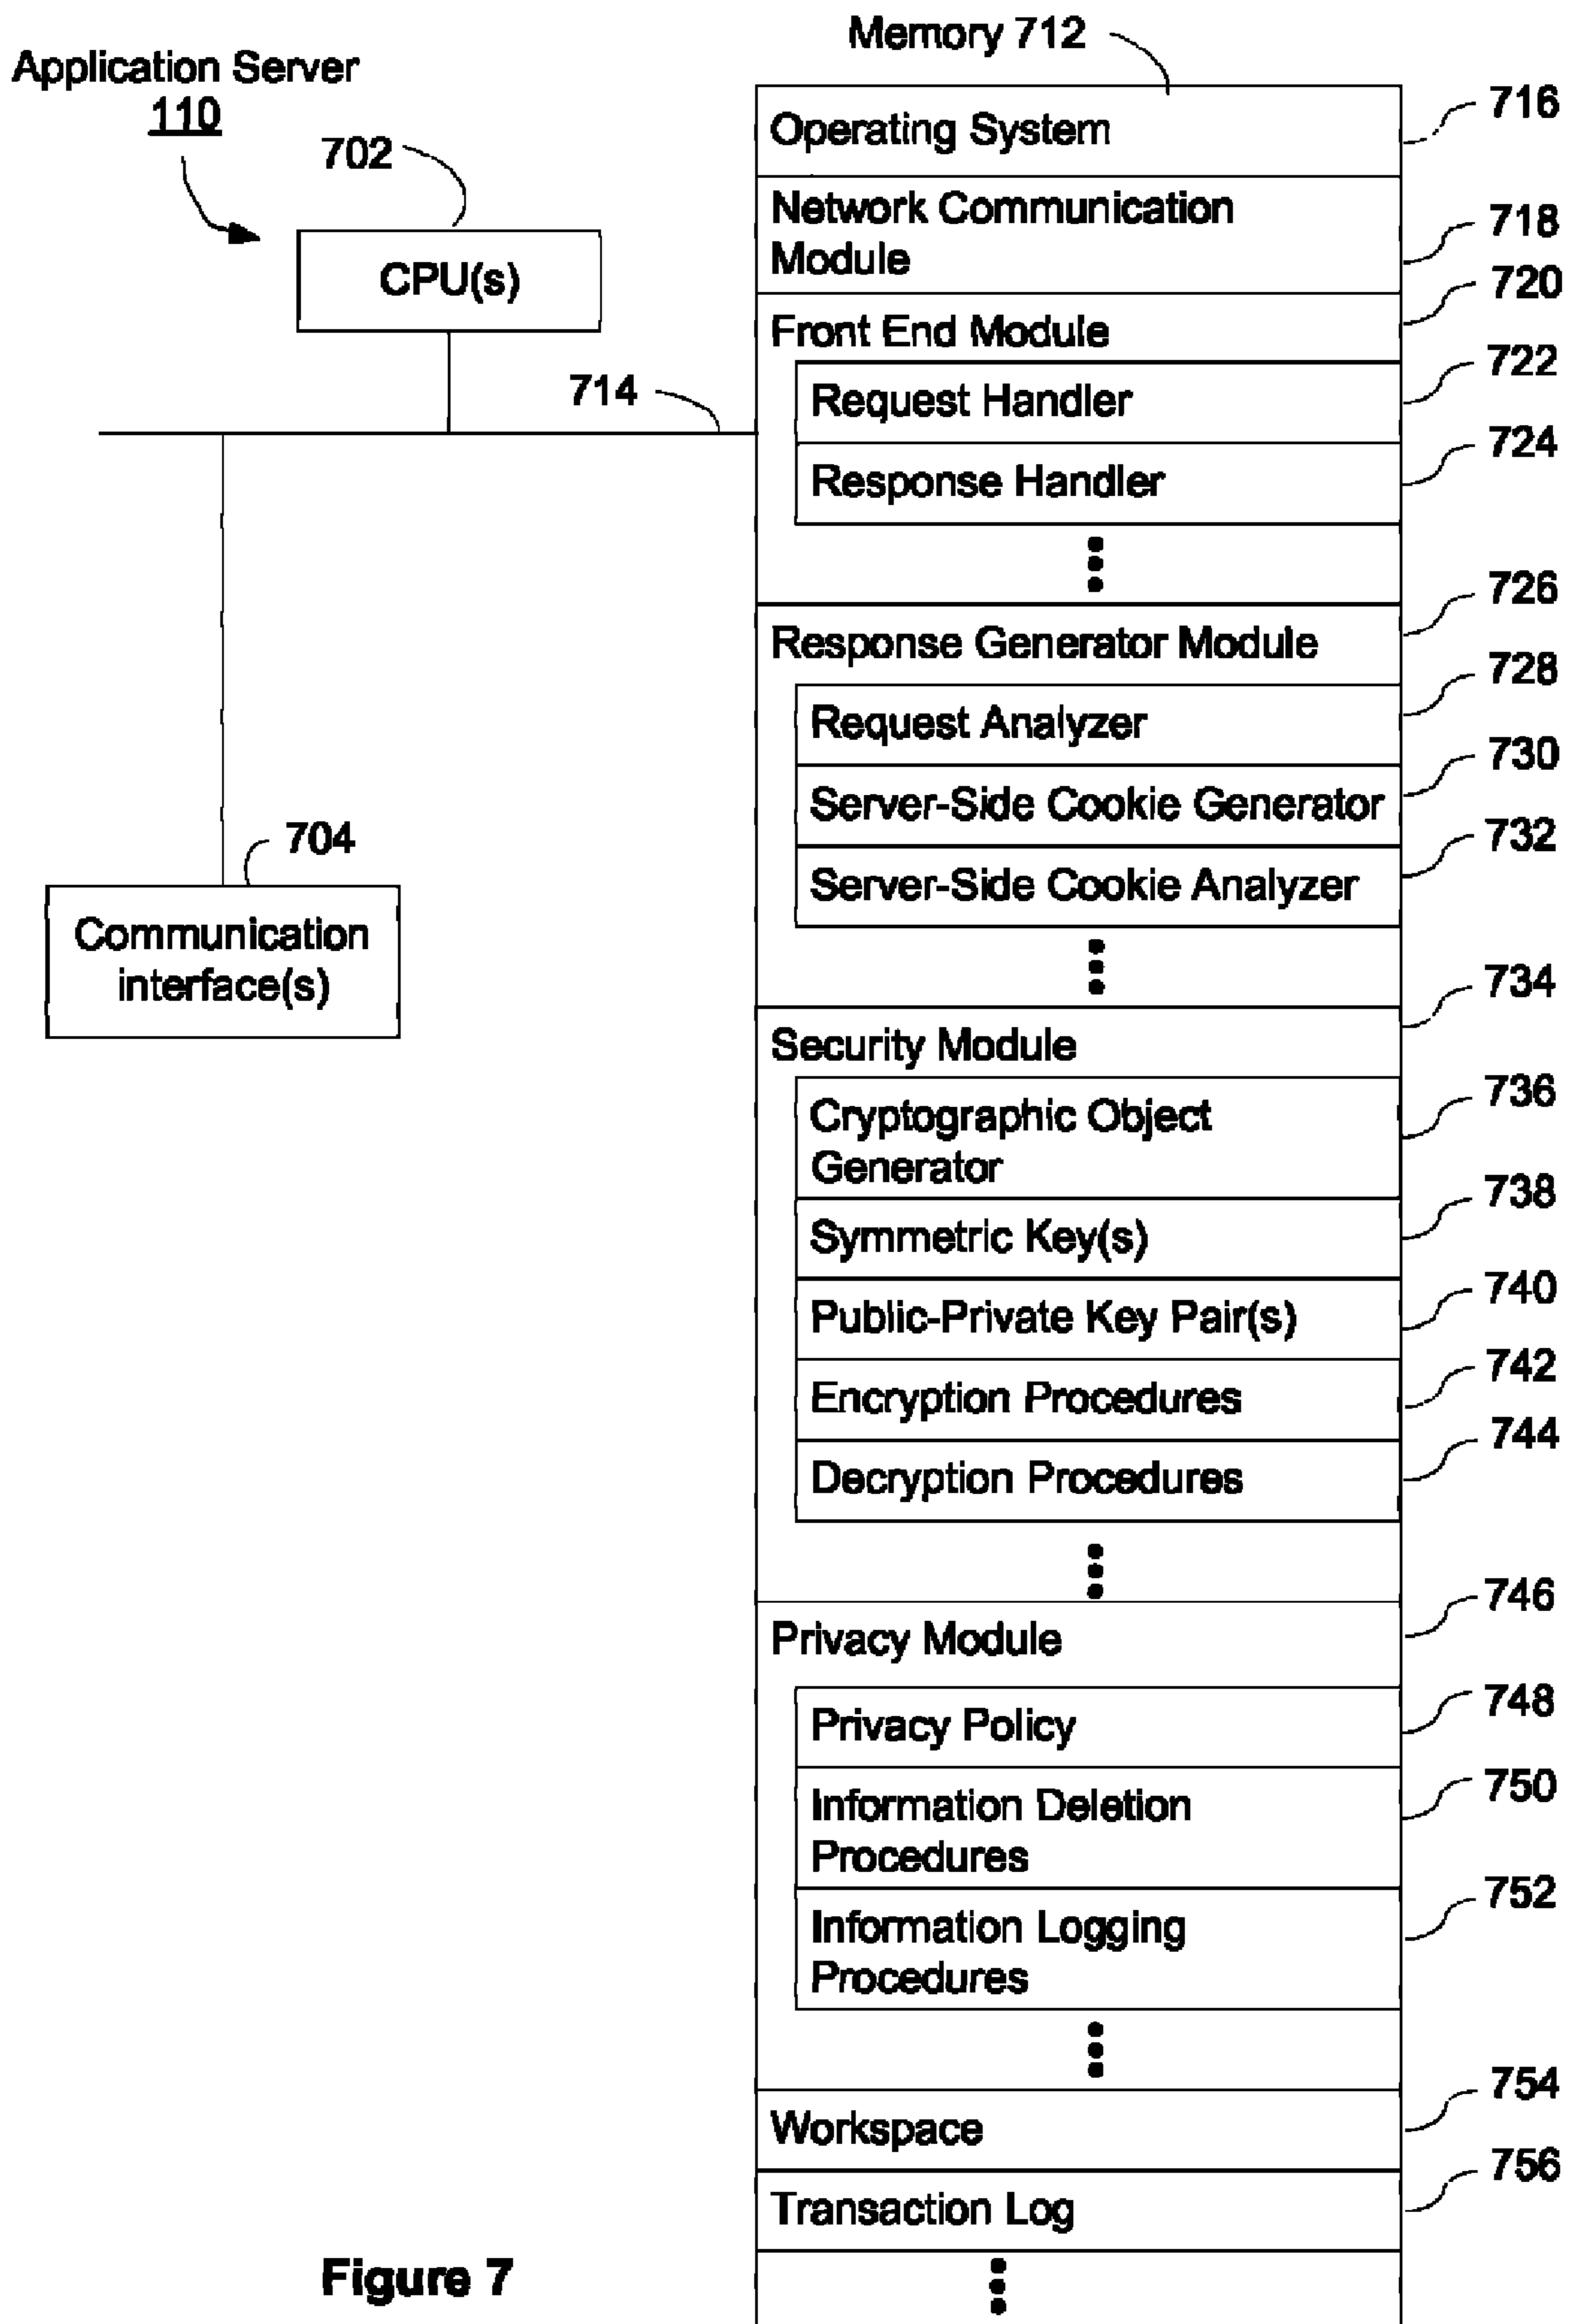 Memory 712
Application Server
110
702
CPU(s)
714
704
Communication
interface(s)
Operating System
716
Network Communication
Module
718
Front End Module
720
Request Handler
722
Response Handler
724
Response Generator Module
726
Request Analyzer
728
Server-Side Cookie Generator
730
Server-Side Cookie Analyzer
732
Security Module
734
Cryptographic Object
Generator
736
Symmetric Key(s)
738
Public-Private Key Pair(s)
740
Encryption Procedures
742
Decryption Procedures
744
Privacy Module
746
Privacy Policy
748
Information Deletion
Procedures
750
Information Logging
Procedures
752
Workspace
754
Transaction Log
756
Figure 7